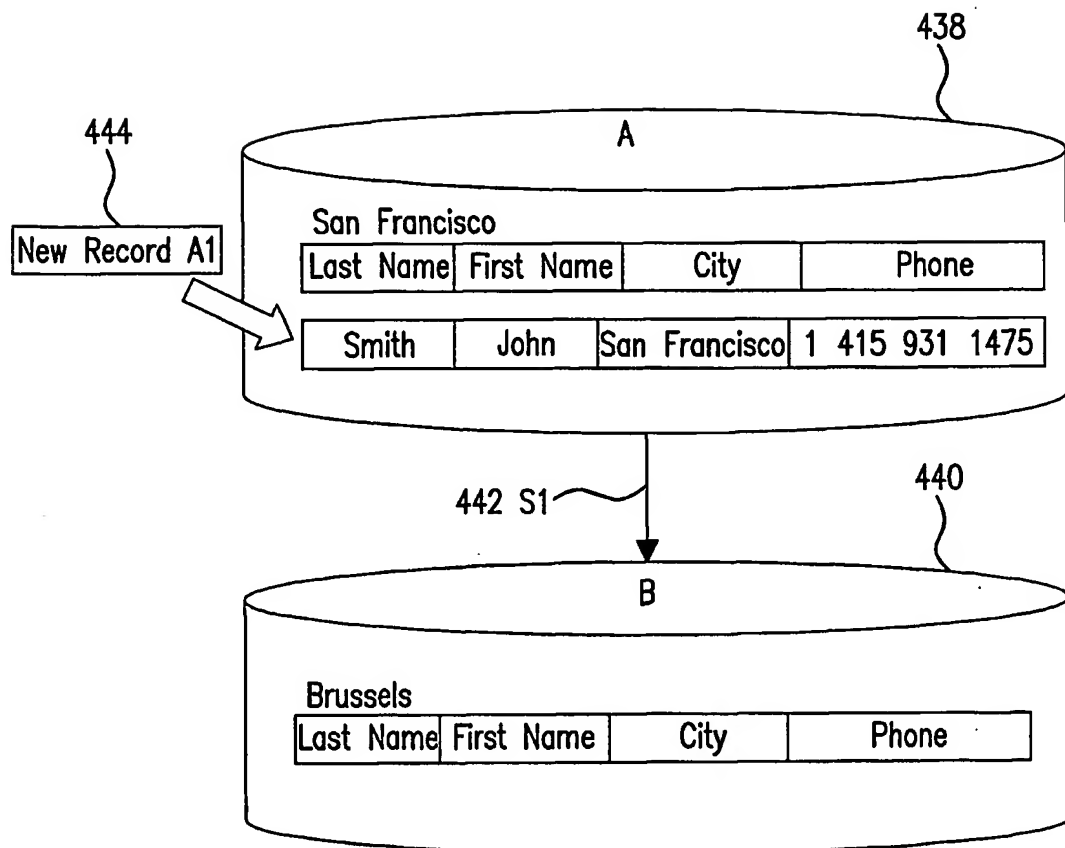 438
444
A
New Record A1
San Francisco
Last Name First Name City Phone
Smith John San Francisco 1 415 931 1475
442 S1
440
B
Brussels
Last Name First Name City Phone